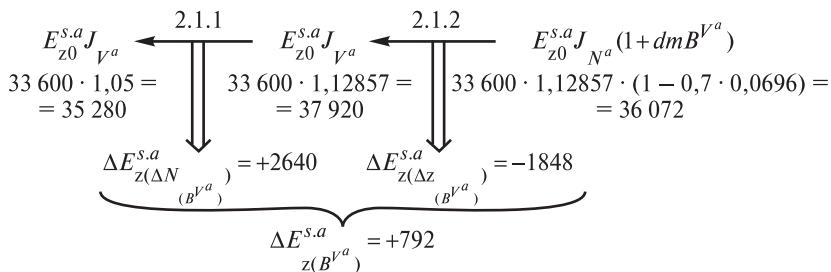 2.1.1 2.1.2
E^{s.a}_{z0} J_{V^a} E^{s.a}_{z0} J_{V^a} E^{s.a}_{z0} J_{N^a} (1 + dmB^{V^a})
33 600 · 1,05 = 33 600 · 1,12857 = 33 600 · 1,12857 · (1 – 0,7 · 0,0696) =
= 35 280 = 37 920 = 36 072
ΔE^{s.a}_{z(ΔN_{(B^{V^a})})} = +2640 ΔE^{s.a}_{z(Δz_{(B^{V^a})})} = –1848
ΔE^{s.a}_{z(B^{V^a})} = +792